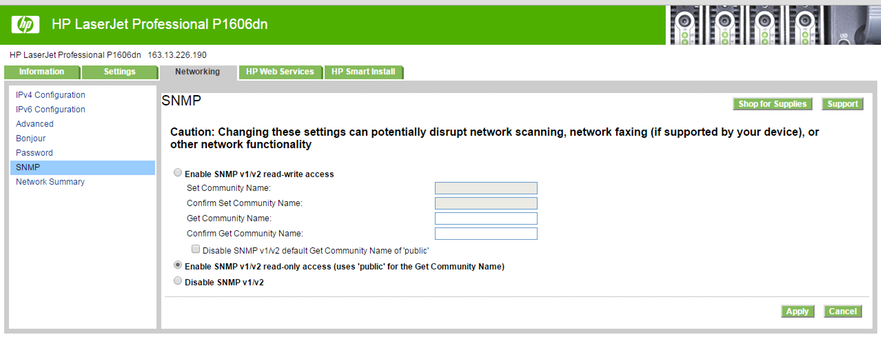 hp HP LaserJet Professional P1606dn
HP LaserJet Professional P1606dn 163.13.226.190
Information Settings Networking HP Web Services HP Smart Install
IPv4 Configuration
IPv6 Configuration
Advanced
Bonjour
Password
SNMP
Network Summary
SNMP
Shop for Supplies Support
Caution: Changing these settings can potentially disrupt network scanning, network faxing (if supported by your device), or
other network functionality
Enable SNMP v1/v2 read-write access
Set Community Name:
Confirm Set Community Name:
Get Community Name:
Confirm Get Community Name:
Disable SNMP v1/v2 default Get Community Name of 'public'
Enable SNMP v1/v2 read-only access (uses 'public' for the Get Community Name)
Disable SNMP v1/v2
Apply Cancel